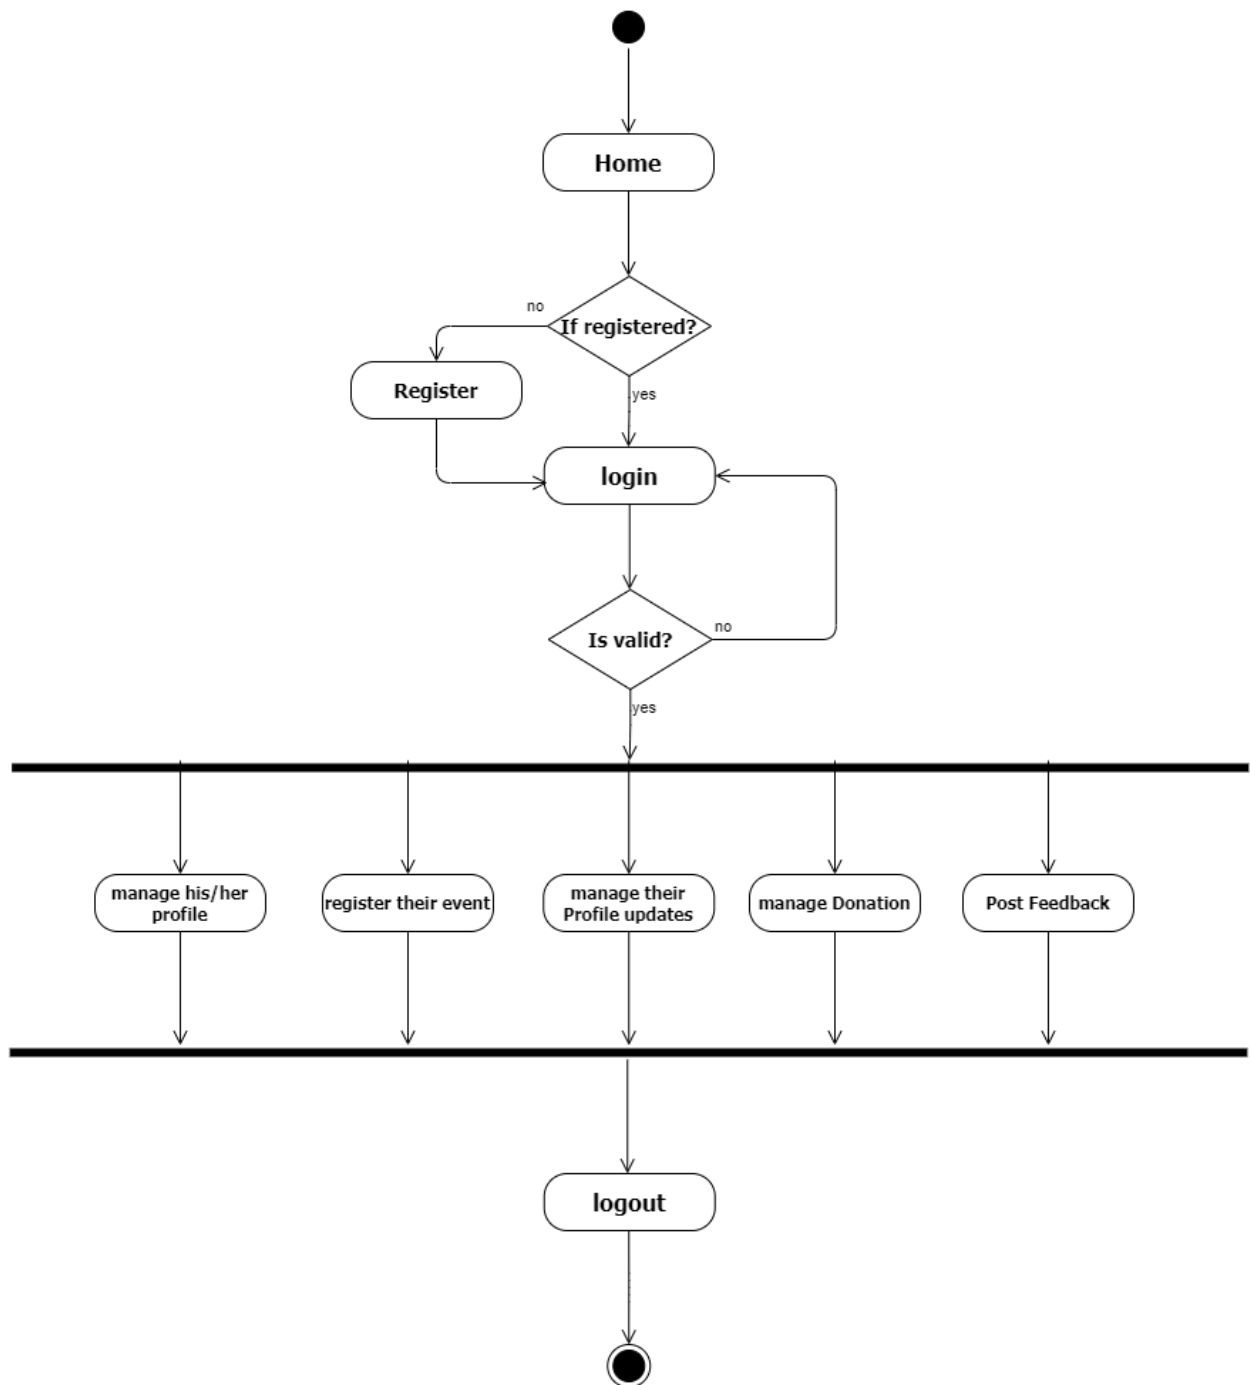 Home
no
If registered?
Register
yes
login
no
Is valid?
yes
manage his/her
profile
register their event
manage their
Profile updates
manage Donation
Post Feedback
logout